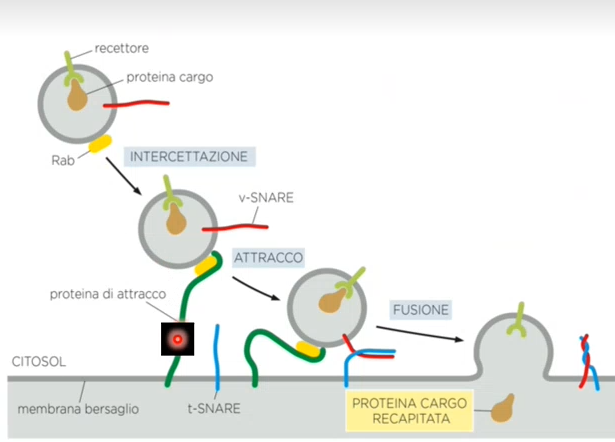 recettore
proteina cargo
Rab
INTERCETTAZIONE
v-SNARE
ATTRACCO
proteina di attracco
FUSIONE
CITOSOL
membrana bersaglio
t-SNARE
PROTEINA CARGO
RECAPITATA